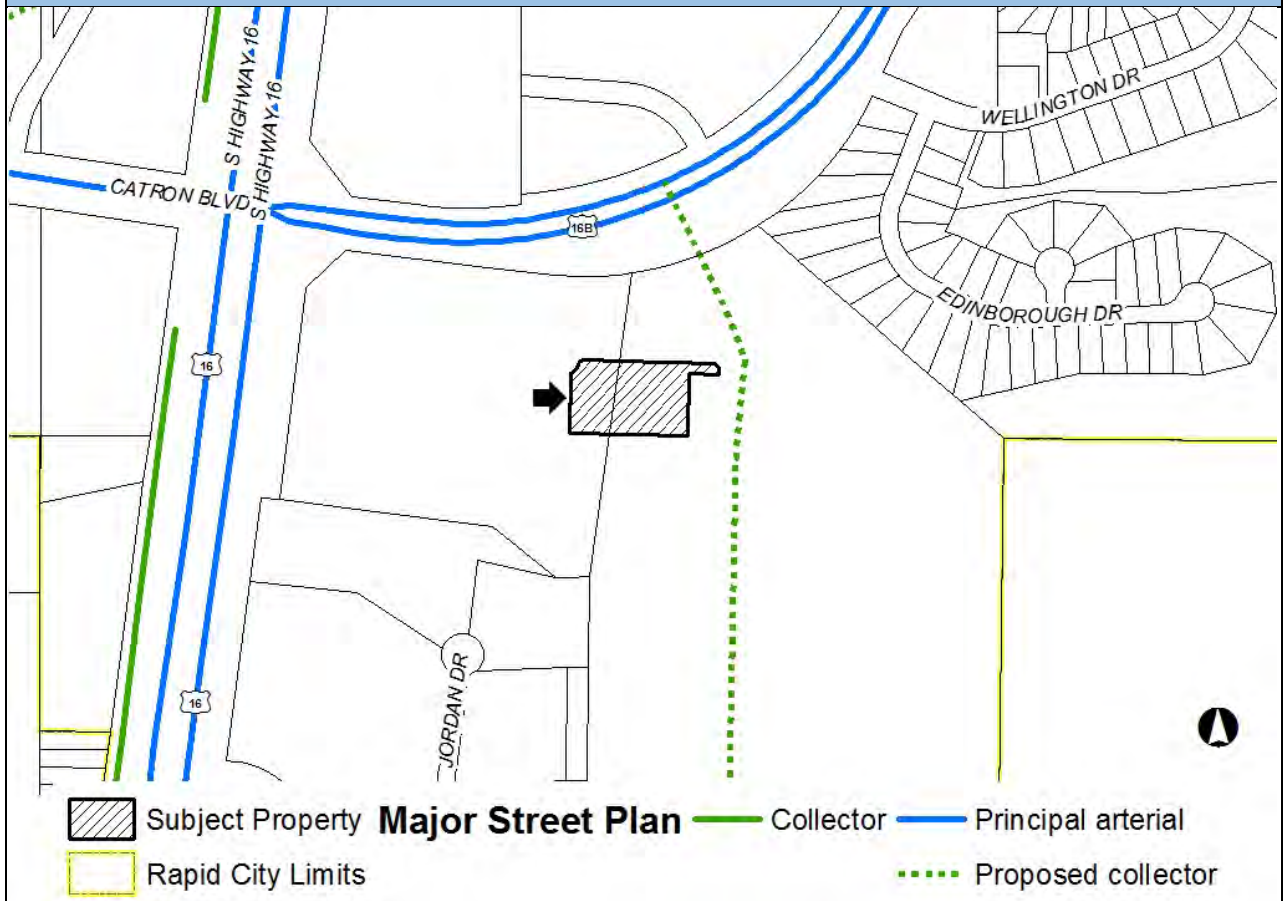 S HIGHWAY 16
S HIGHWAY 16
WELLINGTON DR
CATRON BLVD
16B
EDINBOROUGH DR
16
16
JORDAN DR
Subject Property Major Street Plan Collector Principal arterial
Rapid City Limits Proposed collector